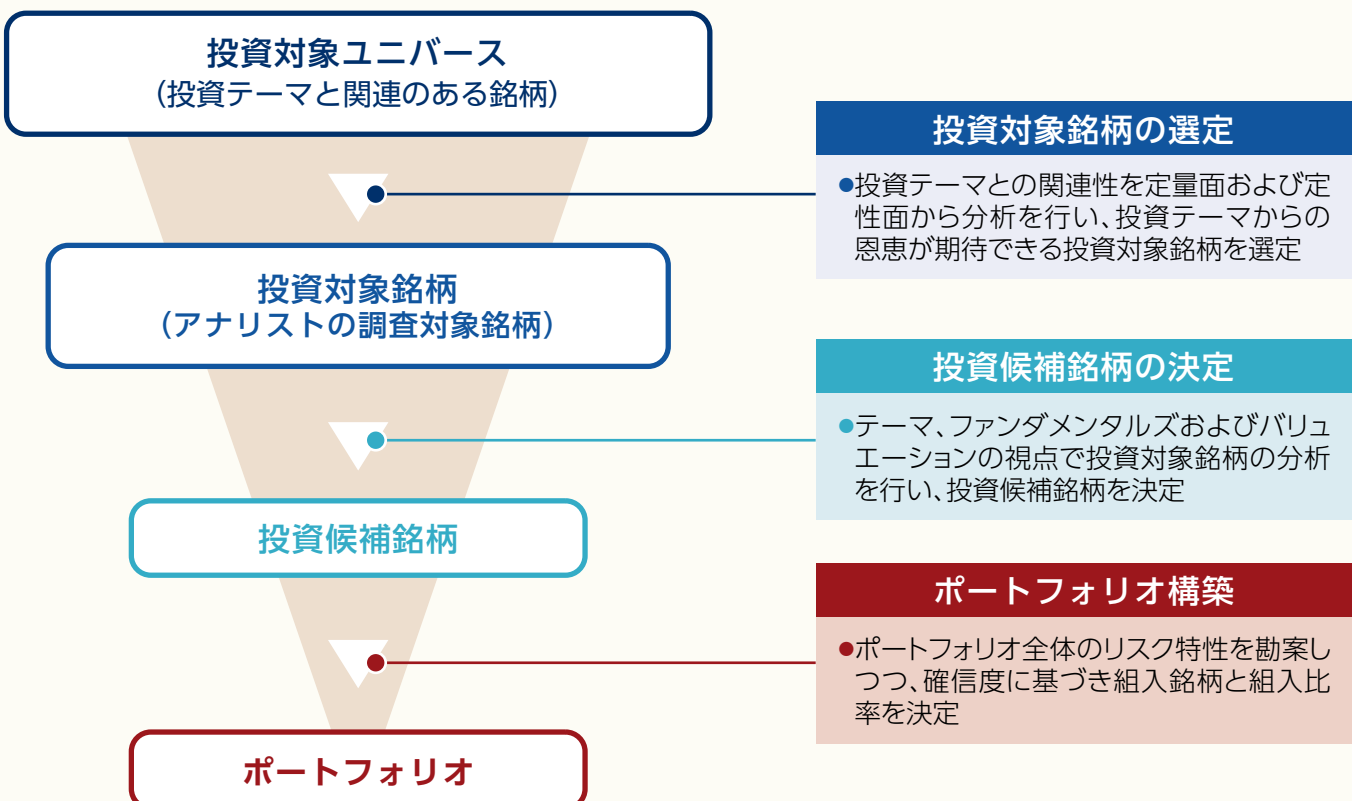 投資対象ユニバース
（投資テーマと関連のある銘柄）
投資対象銘柄の選定
●投資テーマとの関連性を定量面および定
性面から分析を行い、投資テーマからの
恩恵が期待できる投資対象銘柄を選定
投資対象銘柄
（アナリストの調査対象銘柄）
投資候補銘柄の決定
●テーマ、ファンダメンタルズおよびバリュ
エーションの視点で投資対象銘柄の分析
を行い、投資候補銘柄を決定
投資候補銘柄
ポートフォリオ構築
●ポートフォリオ全体のリスク特性を勘案し
つつ、確信度に基づき組入銘柄と組入比
率を決定
ポートフォリオ